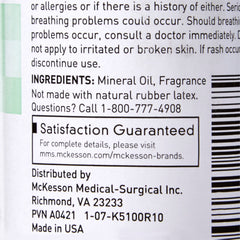 or allergies or if there is a history of either.
breathing problems could occur. Should
problems occur, consult a doctor immediately.
not apply to irritated or broken skin. If rash
discontinue use.
INGREDIENTS: Mineral Oil, Fragrance
Not made with natural rubber latex.
Questions? Call 1-800-777-4908
Satisfaction Guaranteed
For complete details, please visit
mms.mckesson.com/mckesson-brands.
Distributed by
McKesson Medical-Surgical Inc.
Richmond, VA 23233
PVN A0421 1-07-K5100R10
Made in USA